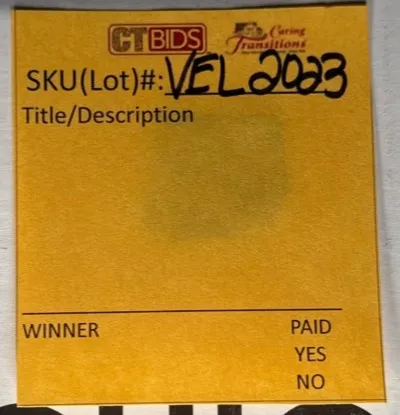 CTBIDS Caring Transitions
SKU(Lot)#: VEL2023
Title/Description
WINNER PAID
YES
NO